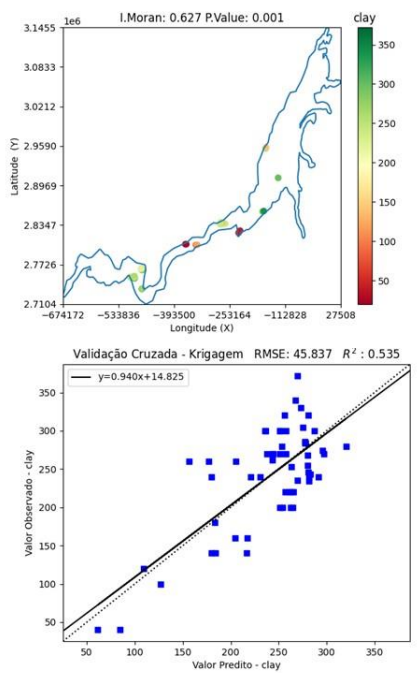 I.Moran: 0.627 P.Value: 0.001
clay
1e6
3.1455
3.0833
3.0212
2.9590
2.8969
2.8347
2.7726
2.7104
Latitude (Y)
−674172 −533836 −393500 −253164 −112828 27508
Longitude (X)
350
300
250
200
150
100
50
Validação Cruzada - Krigagem RMSE: 45.837 R² : 0.535
y=0.940x+14.825
350
300
250
200
150
100
50
Valor Observado - clay
50 100 150 200 250 300 350
Valor Predito - clay